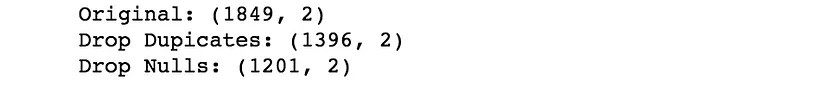 Original: (1849, 2)
Drop Dupicates: (1396, 2)
Drop Nulls: (1201, 2)